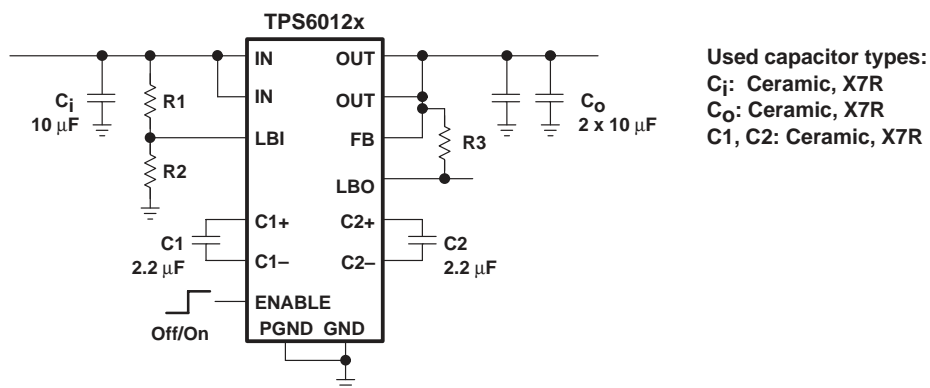 TPS6012x
IN
OUT
IN
OUT
LBI
FB
LBO
C1+
C2+
C1–
C2–
ENABLE
PGND GND
Ci
10 μF
R1
R2
R3
Co
2 x 10 μF
C1
2.2 μF
C2
2.2 μF
Off/On
Used capacitor types:
Ci: Ceramic, X7R
Co: Ceramic, X7R
C1, C2: Ceramic, X7R